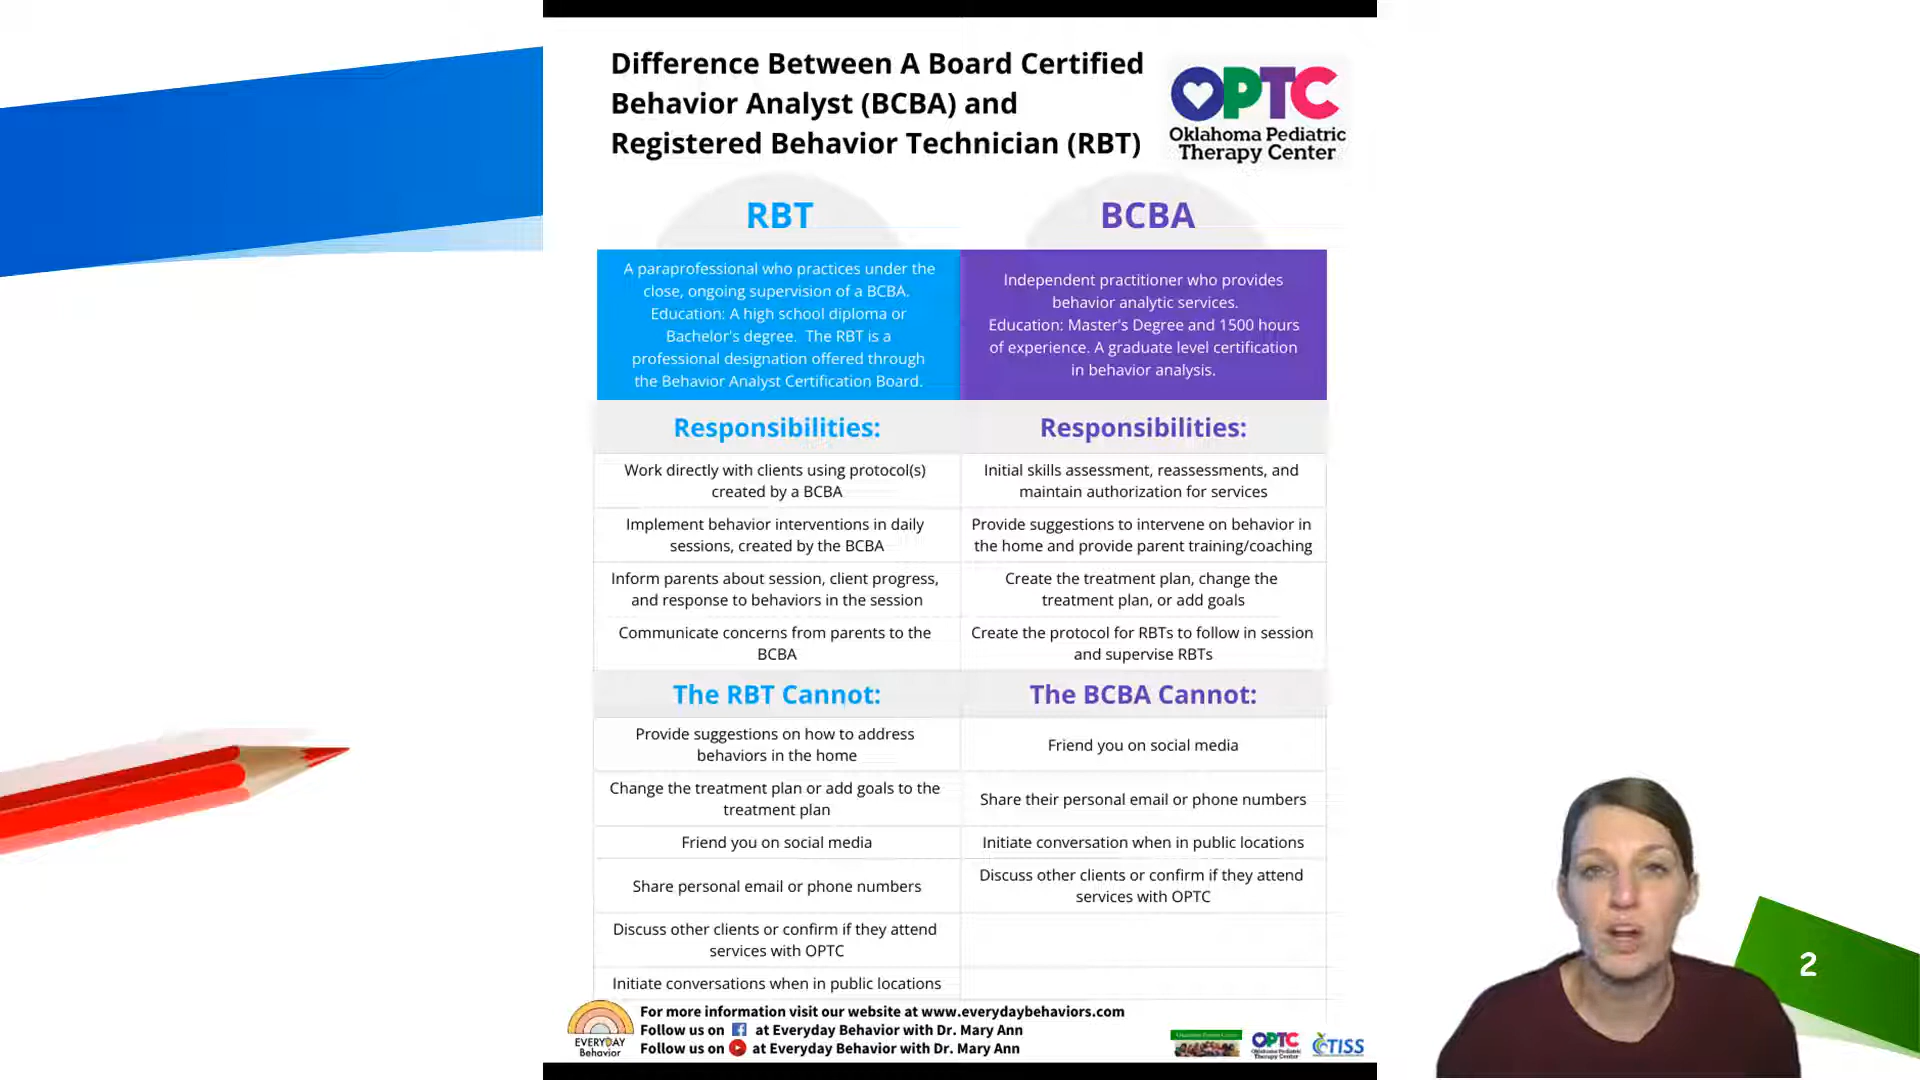 Difference Between A Board Certified
Behavior Analyst (BCBA) and
Registered Behavior Technician (RBT)
OPTC
Oklahoma Pediatric
Therapy Center
RBT
BCBA
A paraprofessional who practices under the
close, ongoing supervision of a BCBA.
Education: A high school diploma or
Bachelor's degree. The RBT is a
professional designation offered through
the Behavior Analyst Certification Board.
Independent practitioner who provides
behavior analytic services.
Education: Master's Degree and 1500 hours
of experience. A graduate level certification
in behavior analysis.
Responsibilities:
Responsibilities:
Work directly with clients using protocol(s)
created by a BCBA
Initial skills assessment, reassessments, and
maintain authorization for services
Implement behavior interventions in daily
sessions, created by the BCBA
Provide suggestions to intervene on behavior in
the home and provide parent training/coaching
Inform parents about session, client progress,
and response to behaviors in the session
Create the treatment plan, change the
treatment plan, or add goals
Communicate concerns from parents to the
BCBA
Create the protocol for RBTs to follow in session
and supervise RBTs
The RBT Cannot:
The BCBA Cannot:
Provide suggestions on how to address
behaviors in the home
Friend you on social media
Change the treatment plan or add goals to the
treatment plan
Share their personal email or phone numbers
Friend you on social media
Initiate conversation when in public locations
Share personal email or phone numbers
Discuss other clients or confirm if they attend
services with OPTC
Discuss other clients or confirm if they attend
services with OPTC
Initiate conversations when in public locations
For more information visit our website at www.everydaybehaviors.com
Follow us on at Everyday Behavior with Dr. Mary Ann
Follow us on at Everyday Behavior with Dr. Mary Ann
EVERYDAY
Behavior
OPTC
Oklahoma Pediatric
Therapy Center
TISS
2